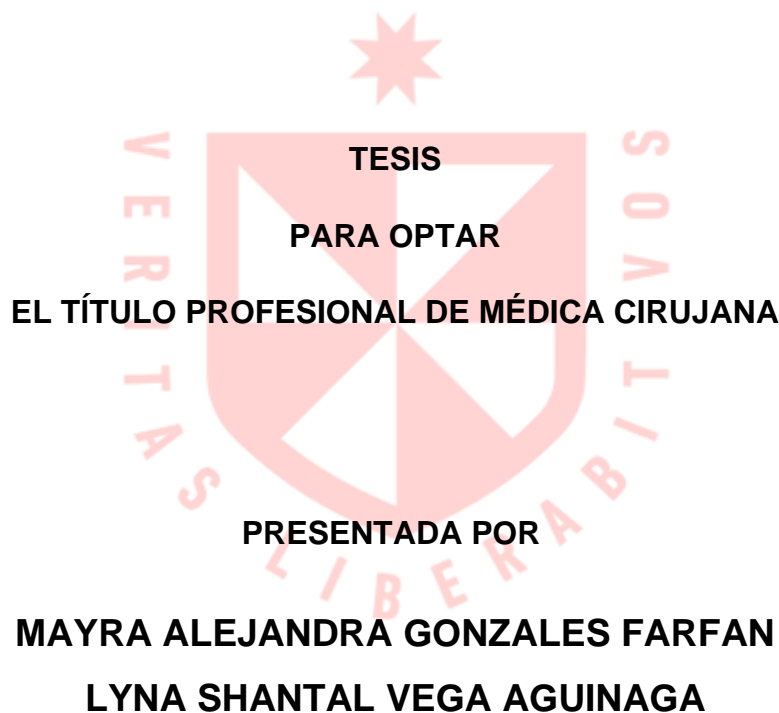 VERITAS LIBERABIT VOS
TESIS
PARA OPTAR
EL TÍTULO PROFESIONAL DE MÉDICA CIRUJANA
PRESENTADA POR
MAYRA ALEJANDRA GONZALES FARFAN
LYNA SHANTAL VEGA AGUINAGA